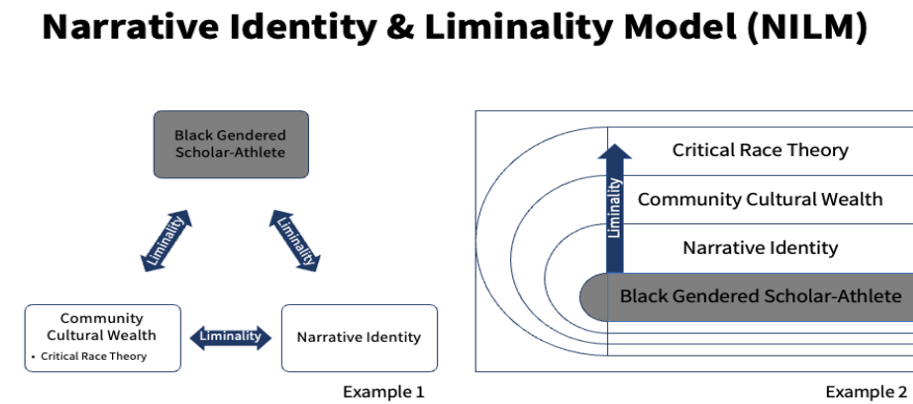 Narrative Identity & Liminality Model (NILM)
Black Gendered
Scholar-Athlete
Liminality
Liminality
Community
Cultural Wealth
• Critical Race Theory
Liminality
Narrative Identity
Example 1
Critical Race Theory
Community Cultural Wealth
Liminality
Narrative Identity
Black Gendered Scholar-Athlete
Example 2